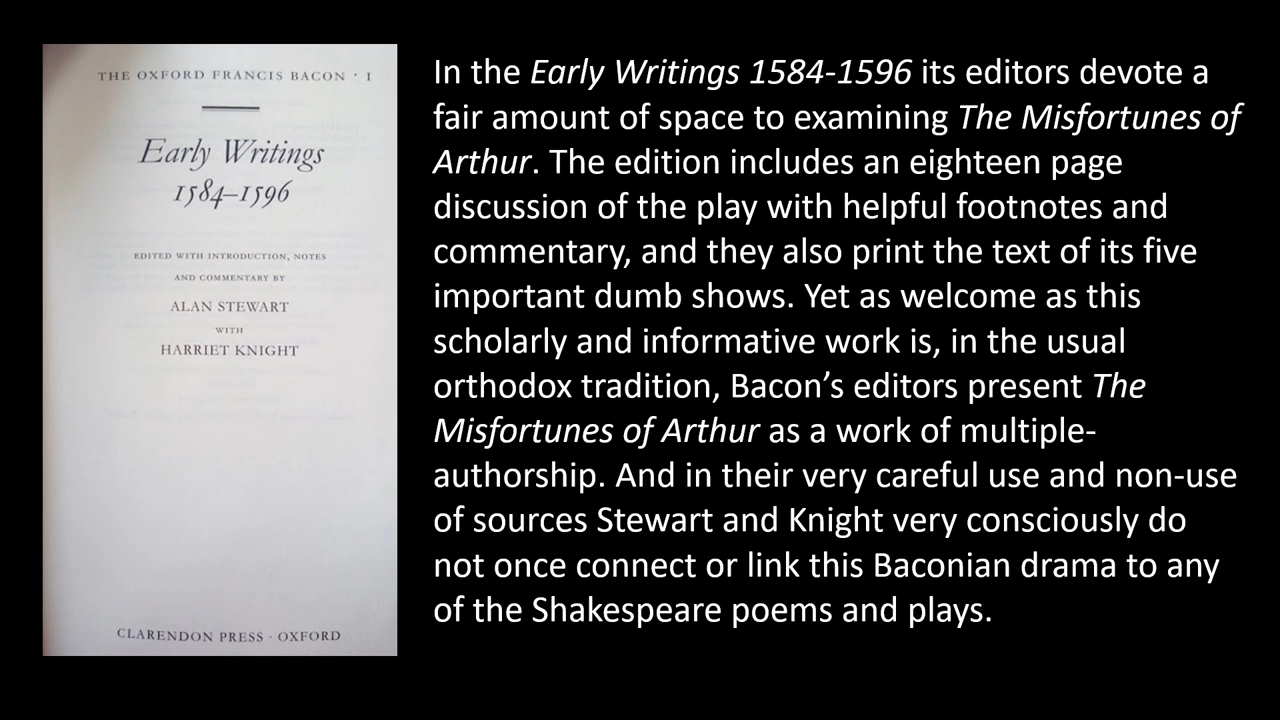 THE OXFORD FRANCIS BACON · I
Early Writings
1584–1596
EDITED WITH INTRODUCTION, NOTES
AND COMMENTARY BY
ALAN STEWART
WITH
HARRIET KNIGHT
CLARENDON PRESS · OXFORD
In the Early Writings 1584-1596 its editors devote a
fair amount of space to examining The Misfortunes of
Arthur. The edition includes an eighteen page
discussion of the play with helpful footnotes and
commentary, and they also print the text of its five
important dumb shows. Yet as welcome as this
scholarly and informative work is, in the usual
orthodox tradition, Bacon’s editors present The
Misfortunes of Arthur as a work of multiple-
authorship. And in their very careful use and non-use
of sources Stewart and Knight very consciously do
not once connect or link this Baconian drama to any
of the Shakespeare poems and plays.